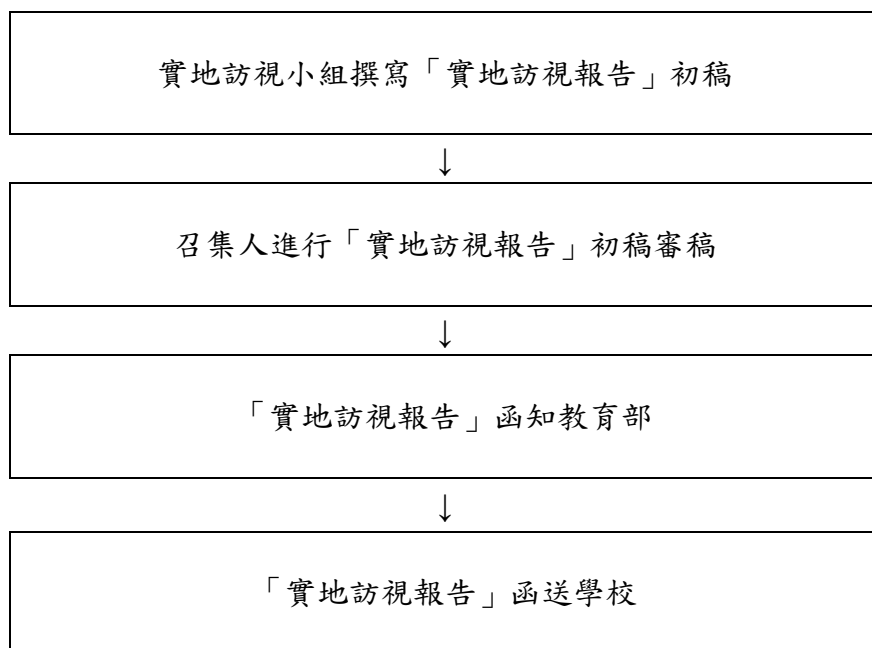 實地訪視小組撰寫「實地訪視報告」初稿
↓
召集人進行「實地訪視報告」初稿審稿
↓
「實地訪視報告」函知教育部
↓
「實地訪視報告」函送學校